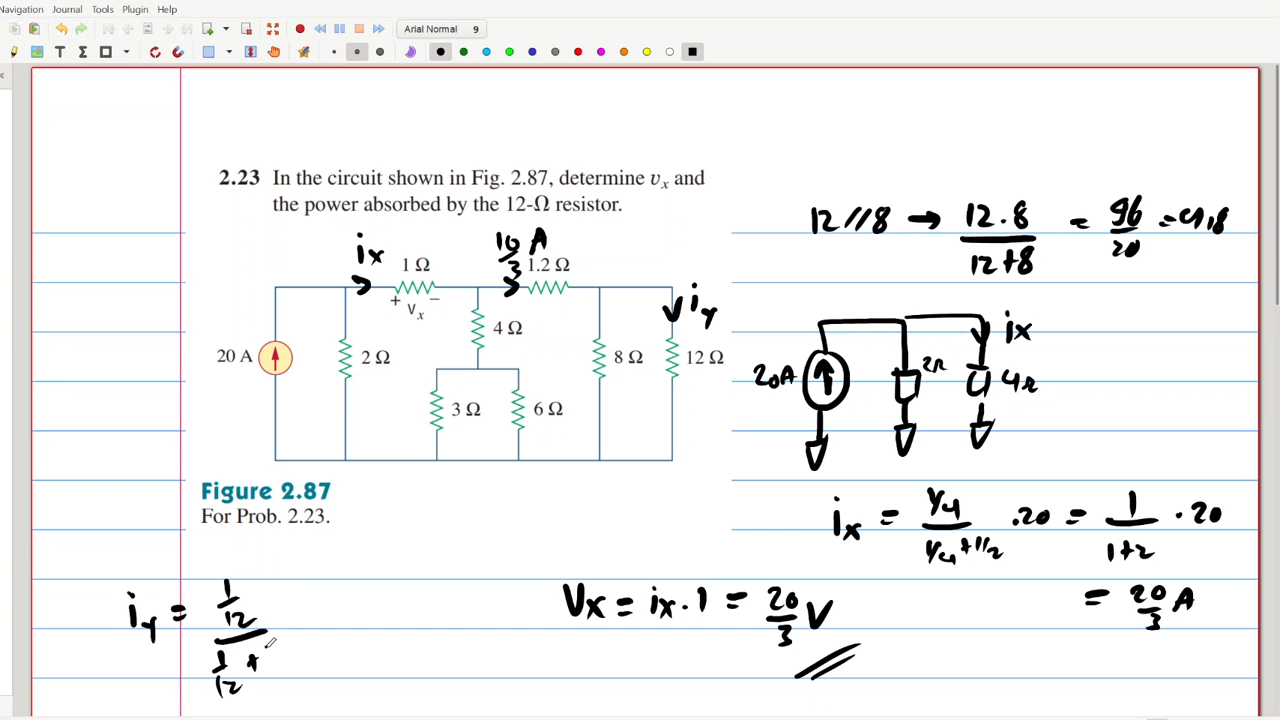 Navigation Journal Tools Plugin Help
Arial Normal 9
2.23 In the circuit shown in Fig. 2.87, determine vx and
the power absorbed by the 12-Ω resistor.
12//8 → 12·8 / 12+8 = 96/20 = 4,8
ix
10/3 A
1 Ω
1.2 Ω
+ vx −
iy
4 Ω
20 A
2 Ω
8 Ω
12 Ω
3 Ω
6 Ω
20A
2Ω
ix
4Ω
Figure 2.87
For Prob. 2.23.
ix = 1/4 / 1/4+1/2 .20 = 1 / 1+2 · 20
= 20/3 A
Vx = ix . 1 = 20/3 V
iy = 1/12 / 1/12 +